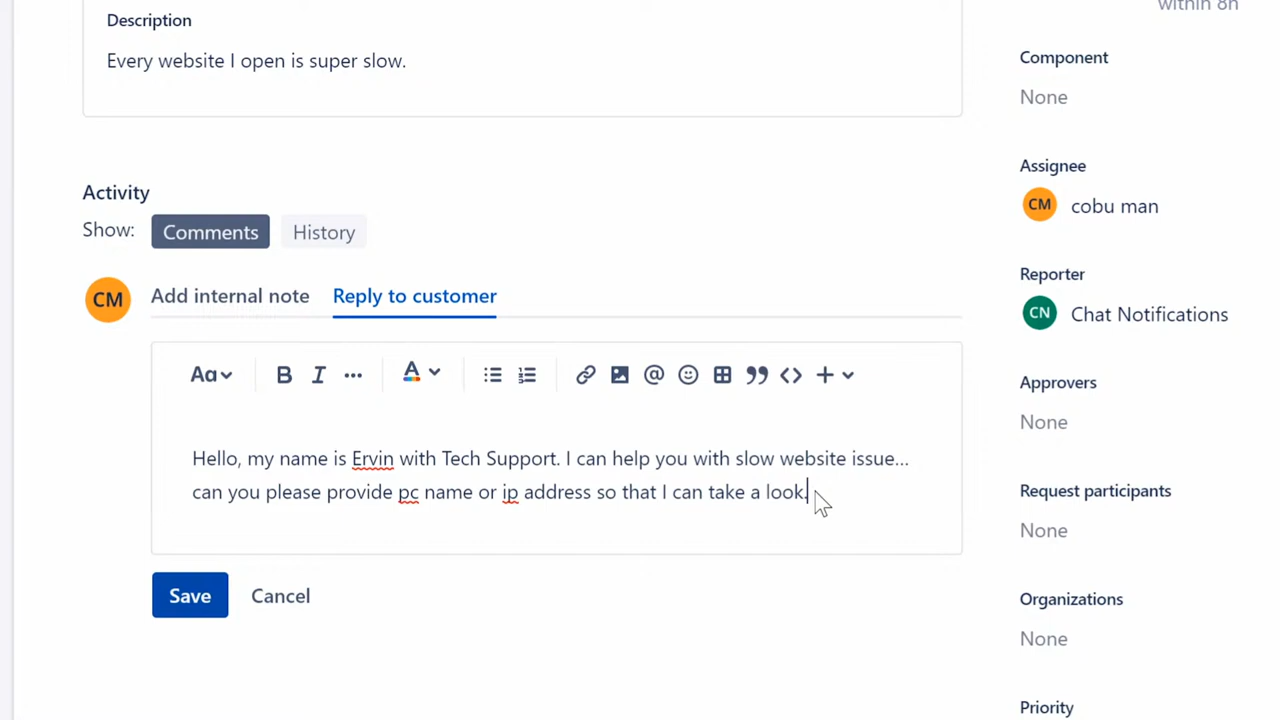 within 8h
Description
Every website I open is super slow.
Component
None
Assignee
CM cobu man
Activity
Show: Comments History
Reporter
CN Chat Notifications
CM Add internal note Reply to customer
Aa B I ... A
Approvers
None
Hello, my name is Ervin with Tech Support. I can help you with slow website issue...
can you please provide pc name or ip address so that I can take a look.
Request participants
None
Save Cancel
Organizations
None
Priority